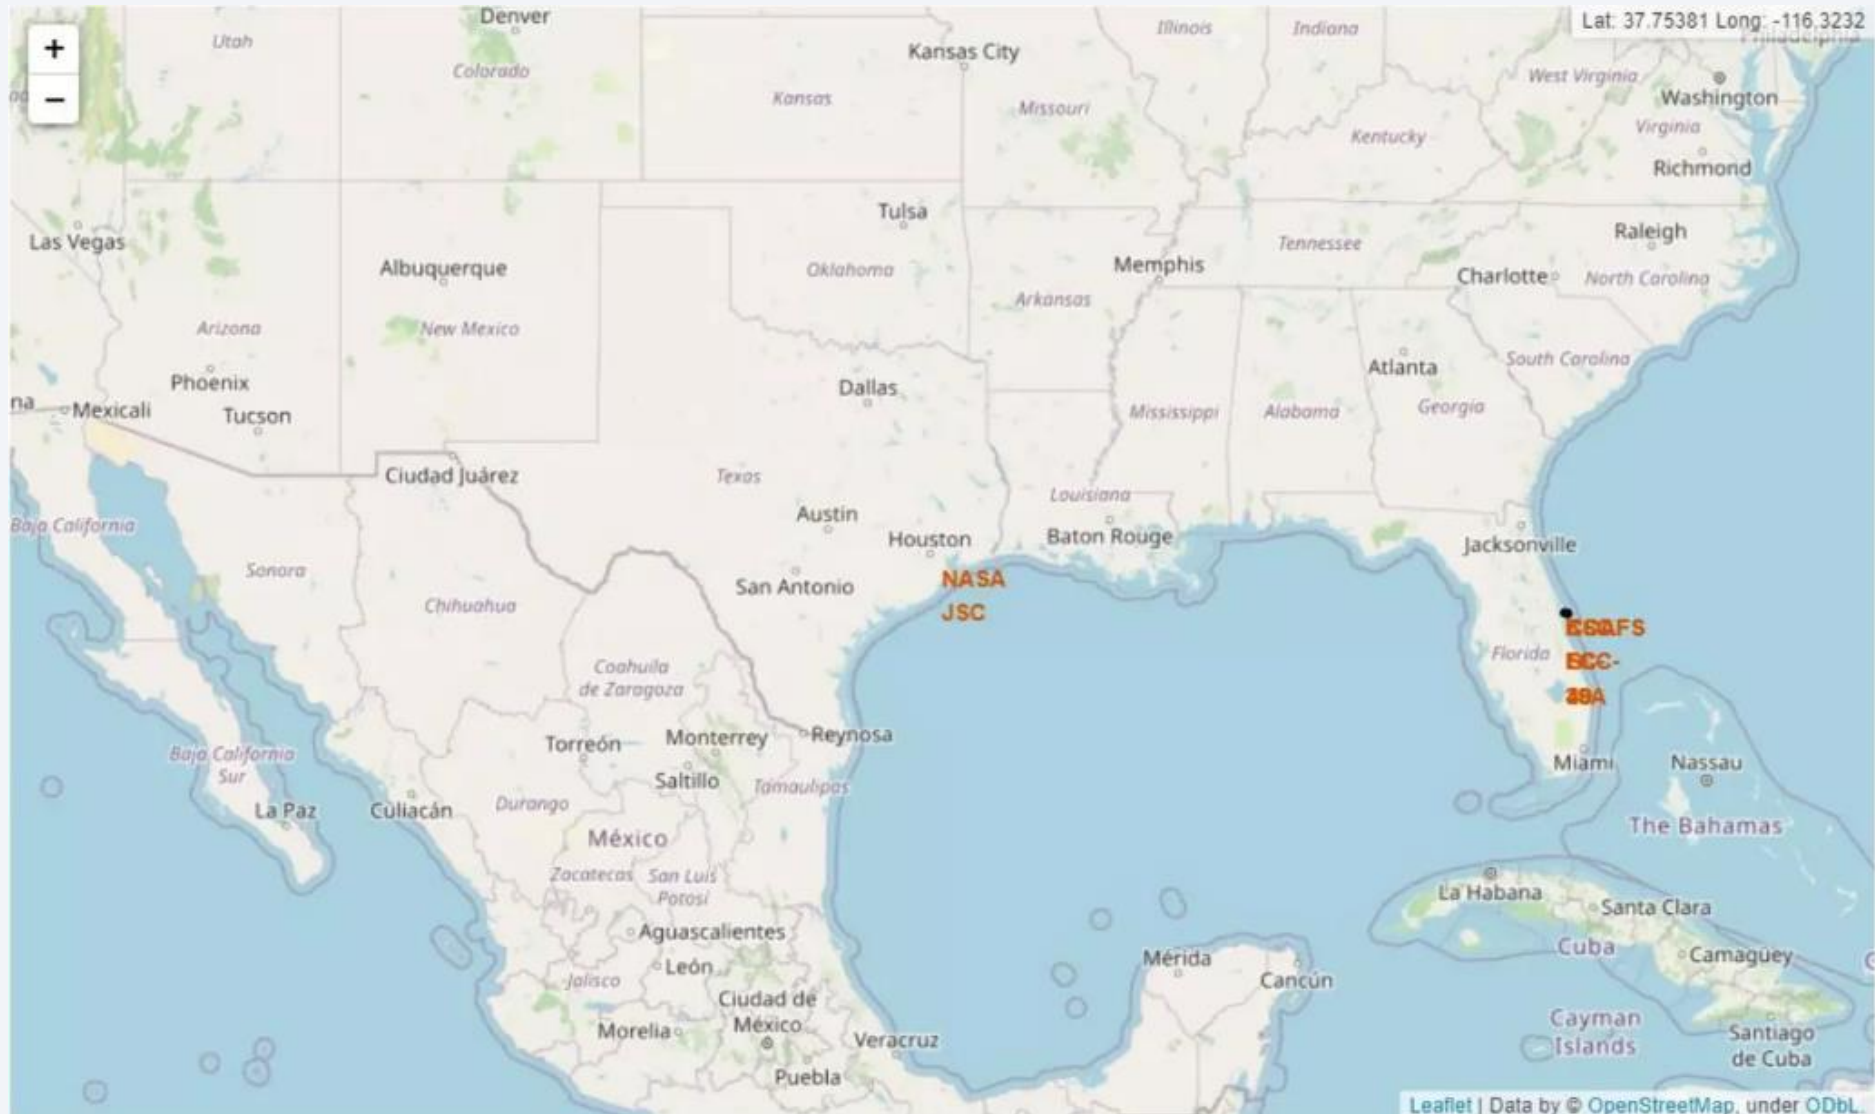 Denver
Lat: 37.75381 Long: -116.3232
Utah
Illinois
Indiana
Philadelphia
+
Kansas City
Colorado
West Virginia
Kansas
Washington
−
Missouri
Virginia
Kentucky
Richmond
Tulsa
Las Vegas
Raleigh
Tennessee
Albuquerque
Oklahoma
Memphis
Charlotte
North Carolina
Arkansas
Arizona
New Mexico
South Carolina
Atlanta
Phoenix
Dallas
na
Mexicali
Tucson
Mississippi
Alabama
Georgia
Ciudad Juárez
Texas
Louisiana
Austin
Baja California
Houston
Baton Rouge
Jacksonville
Sonora
NASA
JSC
San Antonio
Chihuahua
Florida
Coahuila
de Zaragoza
Reynosa
Torreón
Monterrey
Baja California
Sur
Miami
Nassau
Saltillo
Tamaulipas
La Paz
Culiacán
Durango
The Bahamas
México
Zacatecas
San Luis
Potosí
La Habana
Santa Clara
Aguascalientes
Cuba
Camagüey
Mérida
León
Jalisco
Cancún
Ciudad de
México
Cayman
Islands
Morelia
Veracruz
Santiago
de Cuba
Puebla
Leaflet | Data by © OpenStreetMap, under ODbL.